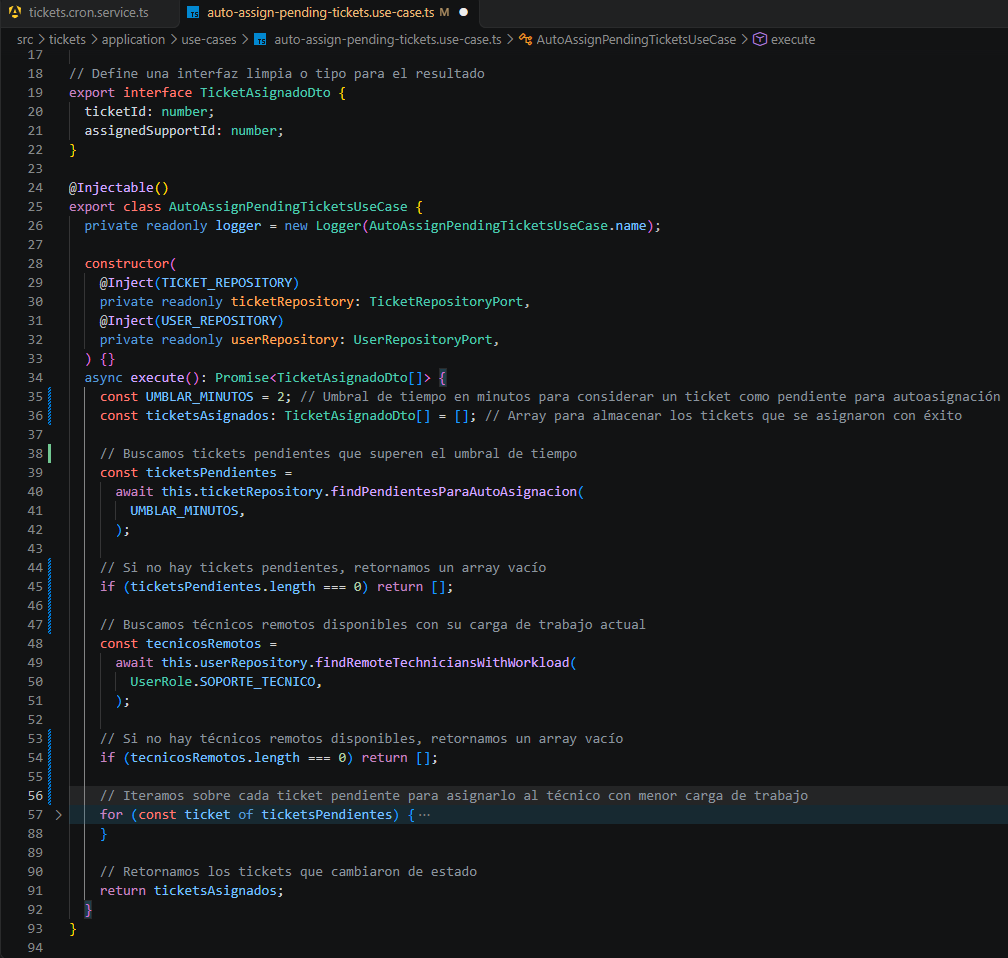 tickets.cron.service.ts
TS auto-assign-pending-tickets.use-case.ts M ●
src > tickets > application > use-cases > TS auto-assign-pending-tickets.use-case.ts > AutoAssignPendingTicketsUseCase > execute
17
18 // Define una interfaz limpia o tipo para el resultado
19 export interface TicketAsignadoDto {
20   ticketId: number;
21   assignedSupportId: number;
22 }
23
24 @Injectable()
25 export class AutoAssignPendingTicketsUseCase {
26   private readonly logger = new Logger(AutoAssignPendingTicketsUseCase.name);
27
28   constructor(
29     @Inject(TICKET_REPOSITORY)
30     private readonly ticketRepository: TicketRepositoryPort,
31     @Inject(USER_REPOSITORY)
32     private readonly userRepository: UserRepositoryPort,
33   ) {}
34   async execute(): Promise<TicketAsignadoDto[]> {
35     const UMBLAR_MINUTOS = 2; // Umbral de tiempo en minutos para considerar un ticket como pendiente para autoasignación
36     const ticketsAsignados: TicketAsignadoDto[] = []; // Array para almacenar los tickets que se asignaron con éxito
37
38     // Buscamos tickets pendientes que superen el umbral de tiempo
39     const ticketsPendientes =
40       await this.ticketRepository.findPendientesParaAutoAsignacion(
41         UMBLAR_MINUTOS,
42       );
43
44     // Si no hay tickets pendientes, retornamos un array vacío
45     if (ticketsPendientes.length === 0) return [];
46
47     // Buscamos técnicos remotos disponibles con su carga de trabajo actual
48     const tecnicosRemotos =
49       await this.userRepository.findRemoteTechniciansWithWorkload(
50         UserRole.SOPORTE_TECNICO,
51       );
52
53     // Si no hay técnicos remotos disponibles, retornamos un array vacío
54     if (tecnicosRemotos.length === 0) return [];
55
56     // Iteramos sobre cada ticket pendiente para asignarlo al técnico con menor carga de trabajo
57 >   for (const ticket of ticketsPendientes) { ⋯
88     }
89
90     // Retornamos los tickets que cambiaron de estado
91     return ticketsAsignados;
92   }
93 }
94